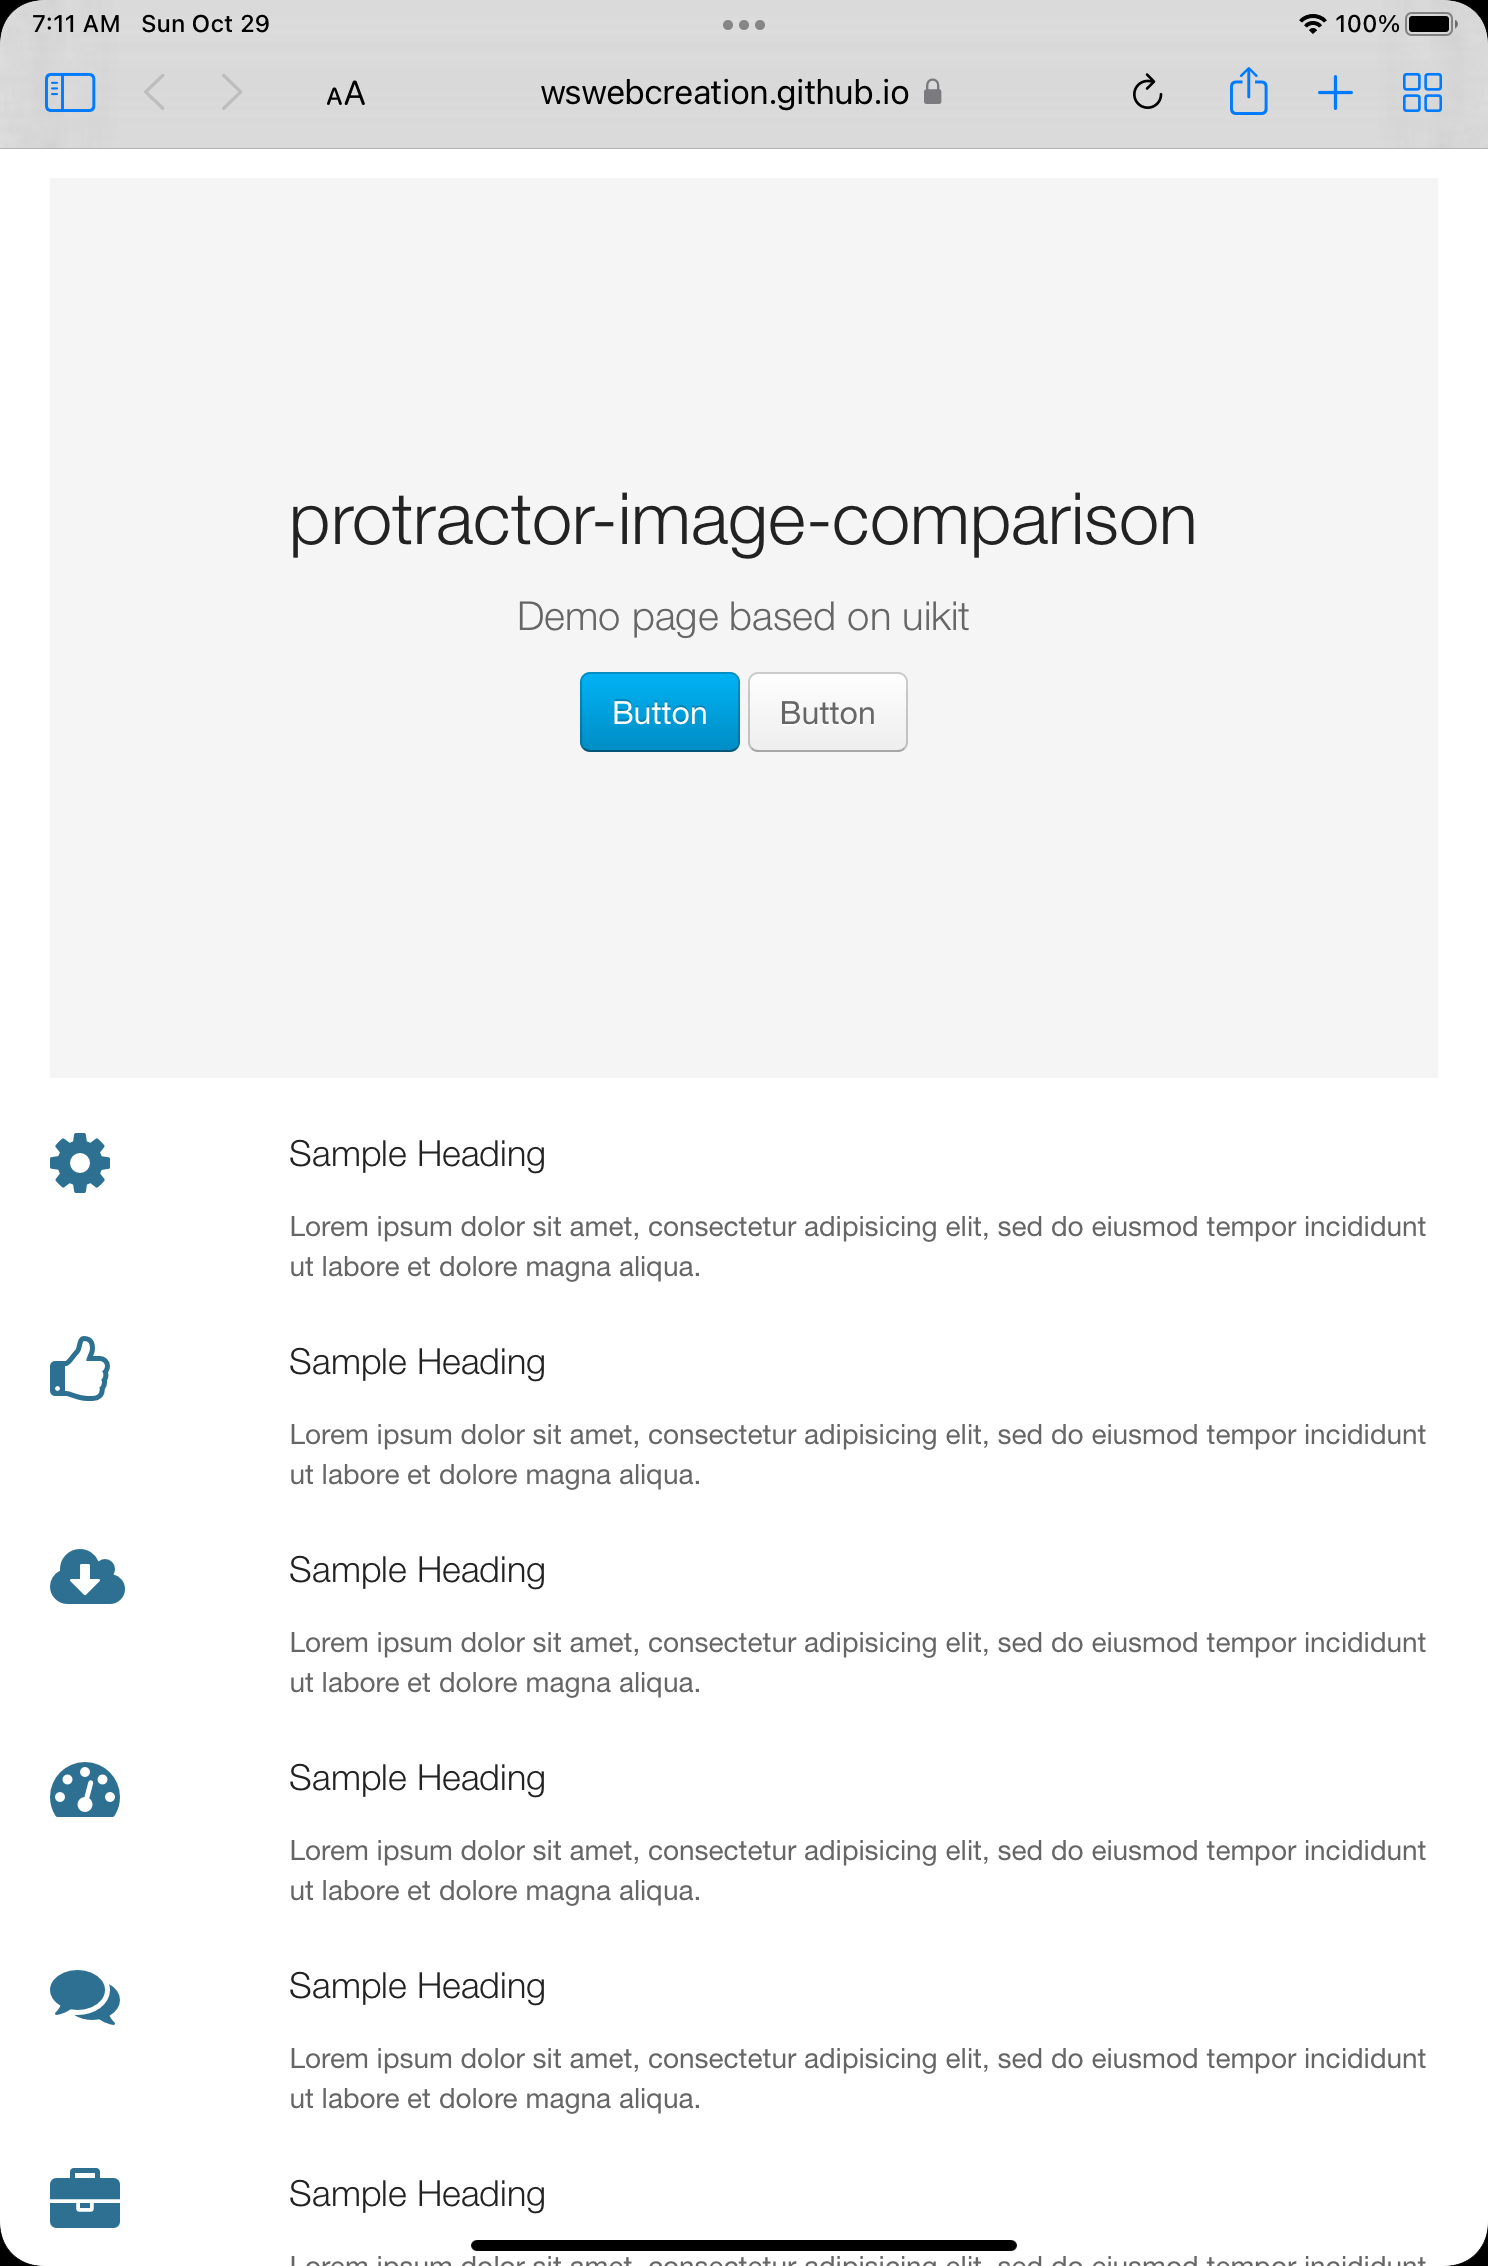 7:11 AM Sun Oct 29
100%
AA
wswebcreation.github.io
protractor-image-comparison
Demo page based on uikit
Button Button
Sample Heading
Lorem ipsum dolor sit amet, consectetur adipisicing elit, sed do eiusmod tempor incididunt
ut labore et dolore magna aliqua.
Sample Heading
Lorem ipsum dolor sit amet, consectetur adipisicing elit, sed do eiusmod tempor incididunt
ut labore et dolore magna aliqua.
Sample Heading
Lorem ipsum dolor sit amet, consectetur adipisicing elit, sed do eiusmod tempor incididunt
ut labore et dolore magna aliqua.
Sample Heading
Lorem ipsum dolor sit amet, consectetur adipisicing elit, sed do eiusmod tempor incididunt
ut labore et dolore magna aliqua.
Sample Heading
Lorem ipsum dolor sit amet, consectetur adipisicing elit, sed do eiusmod tempor incididunt
ut labore et dolore magna aliqua.
Sample Heading